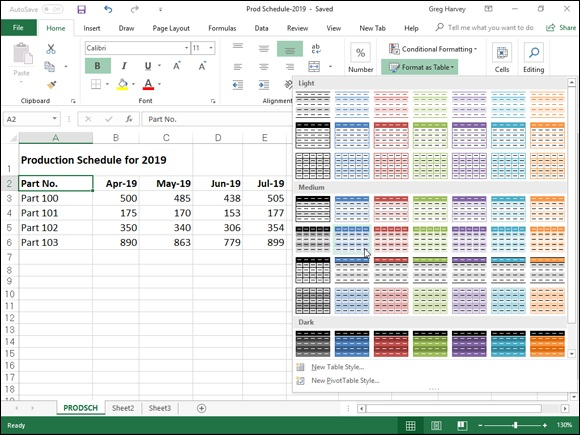 AutoSave Off
Prod Schedule-2019 - Saved
Greg Harvey
File Home Insert Draw Page Layout Formulas Data Review View New Tab Help Tell me what you want to do Share
Paste
Calibri 11
B I U
Conditional Formatting
Number
Format as Table
Cells Editing
Clipboard Font Alignment
A2 fx Part No.
A B C D E
1 Production Schedule for 2019
2 Part No. Apr-19 May-19 Jun-19 Jul-19
3 Part 100 500 485 438 505
4 Part 101 175 170 153 177
5 Part 102 350 340 306 354
6 Part 103 890 863 779 899
7
8
9
10
11
12
13
14
15
16
17
18
Light
Medium
Dark
New Table Style...
New PivotTable Style...
PRODSCH Sheet2 Sheet3
Ready 130%